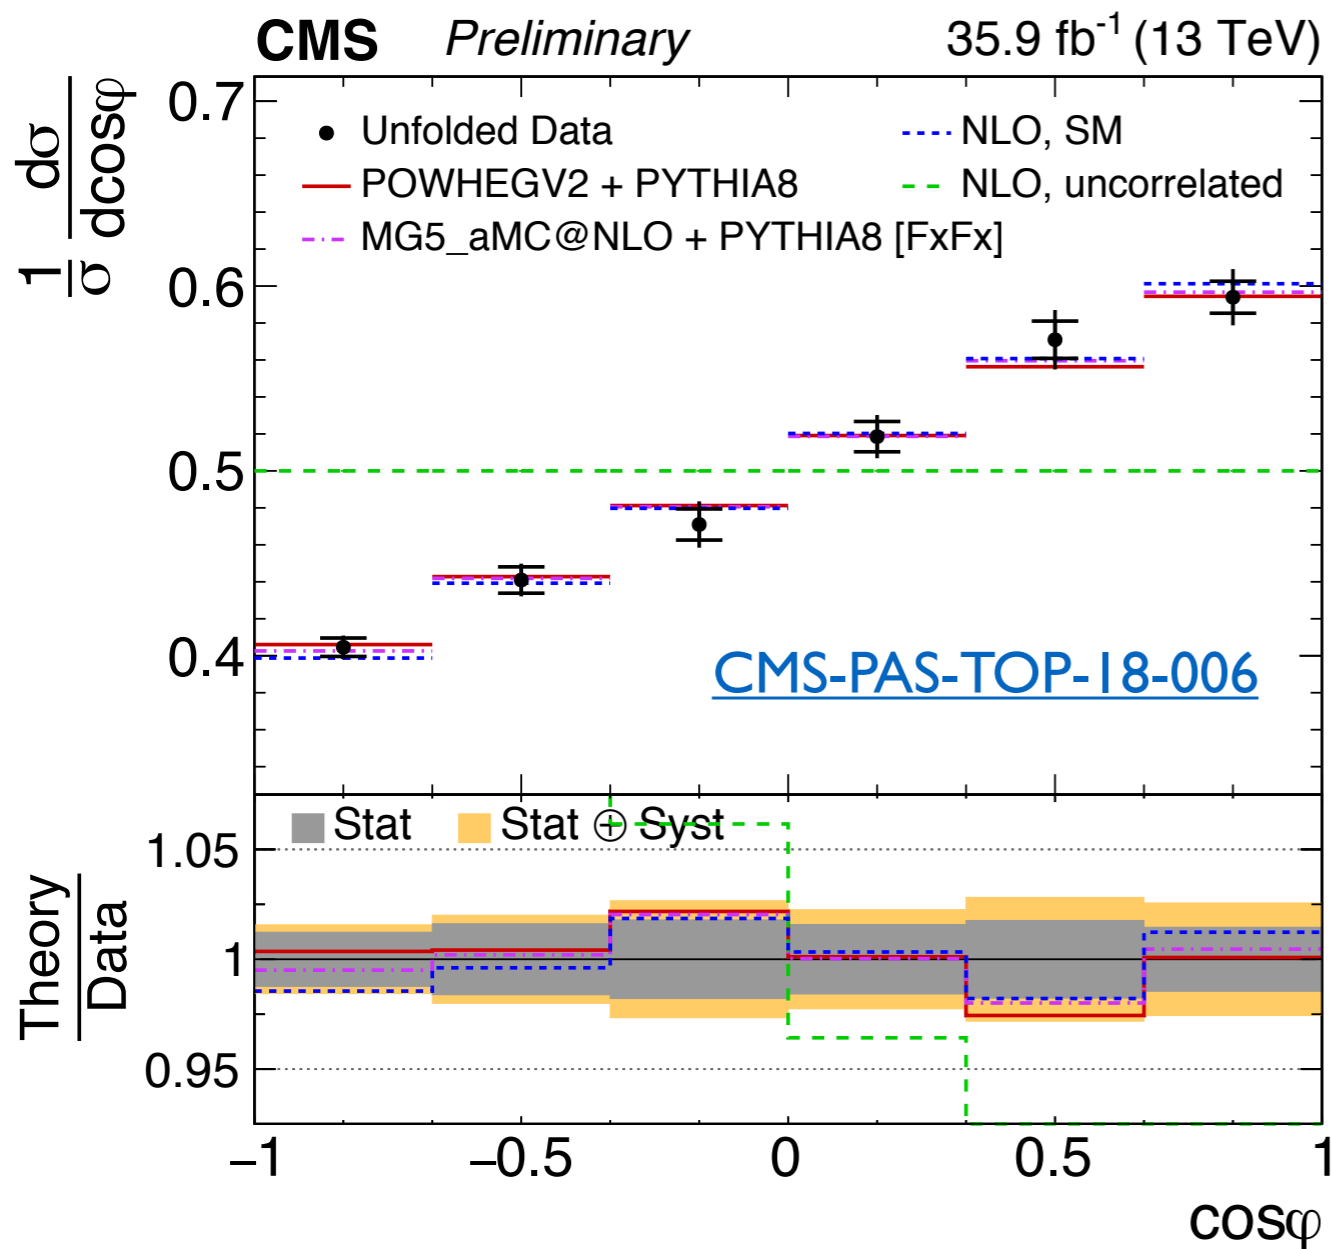 CMS Preliminary 35.9 fb⁻¹ (13 TeV)
1/σ dσ/dcosφ
0.7
0.6
0.5
0.4
Unfolded Data
POWHEGV2 + PYTHIA8
MG5_aMC@NLO + PYTHIA8 [FxFx]
NLO, SM
NLO, uncorrelated
CMS-PAS-TOP-18-006
Theory
Data
Stat
Stat ⊕ Syst
1.05
1
0.95
−1 −0.5 0 0.5 1
cosφ